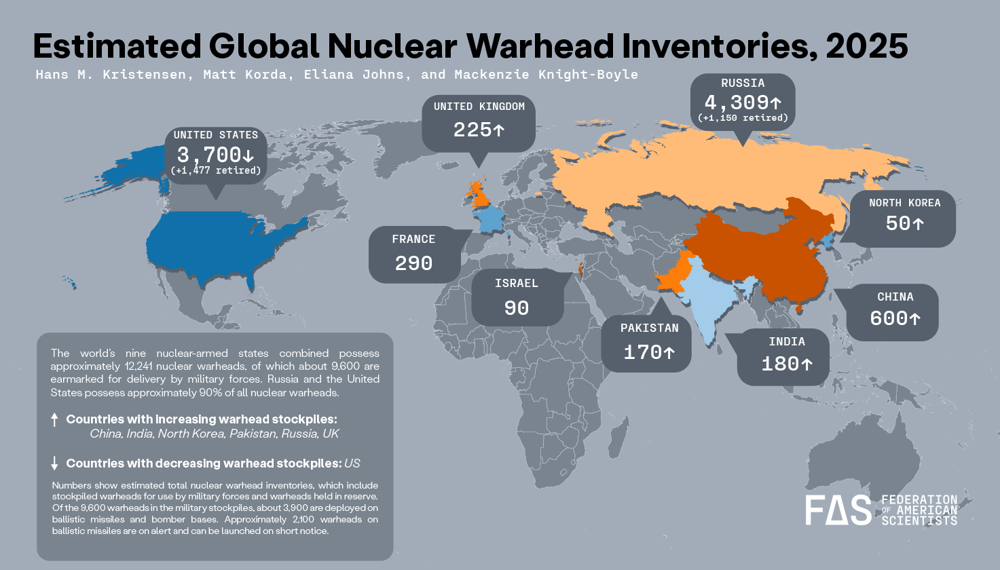 Estimated Global Nuclear Warhead Inventories, 2025
Hans M. Kristensen, Matt Korda, Eliana Johns, and Mackenzie Knight-Boyle
RUSSIA
4,309↑
(+1,150 retired)
UNITED KINGDOM
225↑
UNITED STATES
3,700↓
(+1,477 retired)
NORTH KOREA
50↑
FRANCE
290
ISRAEL
90
CHINA
600↑
PAKISTAN
170↑
INDIA
180↑
The world's nine nuclear-armed states combined possess
approximately 12,241 nuclear warheads, of which about 9,600 are
earmarked for delivery by military forces. Russia and the United
States possess approximately 90% of all nuclear warheads.
↑ Countries with increasing warhead stockpiles:
China, India, North Korea, Pakistan, Russia, UK
↓ Countries with decreasing warhead stockpiles: US
Numbers show estimated total nuclear warhead inventories, which include
stockpiled warheads for use by military forces and warheads held in reserve.
Of the 9,600 warheads in the military stockpiles, about 3,900 are deployed on
ballistic missiles and bomber bases. Approximately 2,100 warheads on
ballistic missiles are on alert and can be launched on short notice.
FAS
FEDERATION
OF AMERICAN
SCIENTISTS